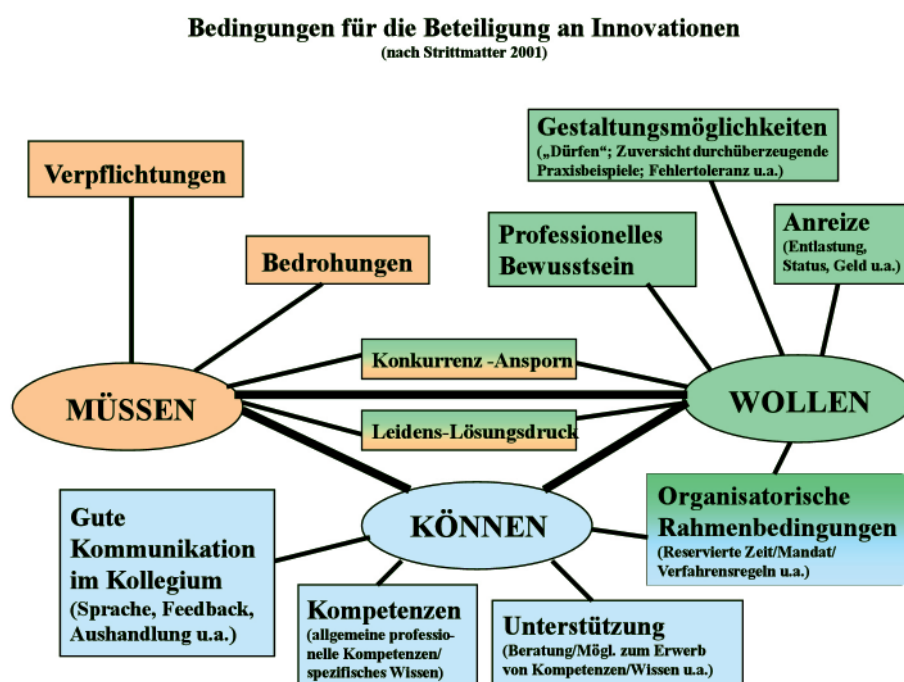 Bedingungen für die Beteiligung an Innovationen
(nach Strittmatter 2001)
Gestaltungsmöglichkeiten
(„Dürfen“; Zuversicht durchüberzeugende
Praxisbeispiele; Fehlertoleranz u.a.)
Verpflichtungen
Professionelles
Bewusstsein
Anreize
(Entlastung,
Status, Geld u.a.)
Bedrohungen
Konkurrenz -Ansporn
MÜSSEN
WOLLEN
Leidens-Lösungsdruck
KÖNNEN
Gute
Kommunikation
im Kollegium
(Sprache, Feedback,
Aushandlung u.a.)
Organisatorische
Rahmenbedingungen
(Reservierte Zeit/Mandat/
Verfahrensregeln u.a.)
Kompetenzen
(allgemeine professio-
nelle Kompetenzen/
spezifisches Wissen)
Unterstützung
(Beratung/Mögl. zum Erwerb
von Kompetenzen/Wissen u.a.)